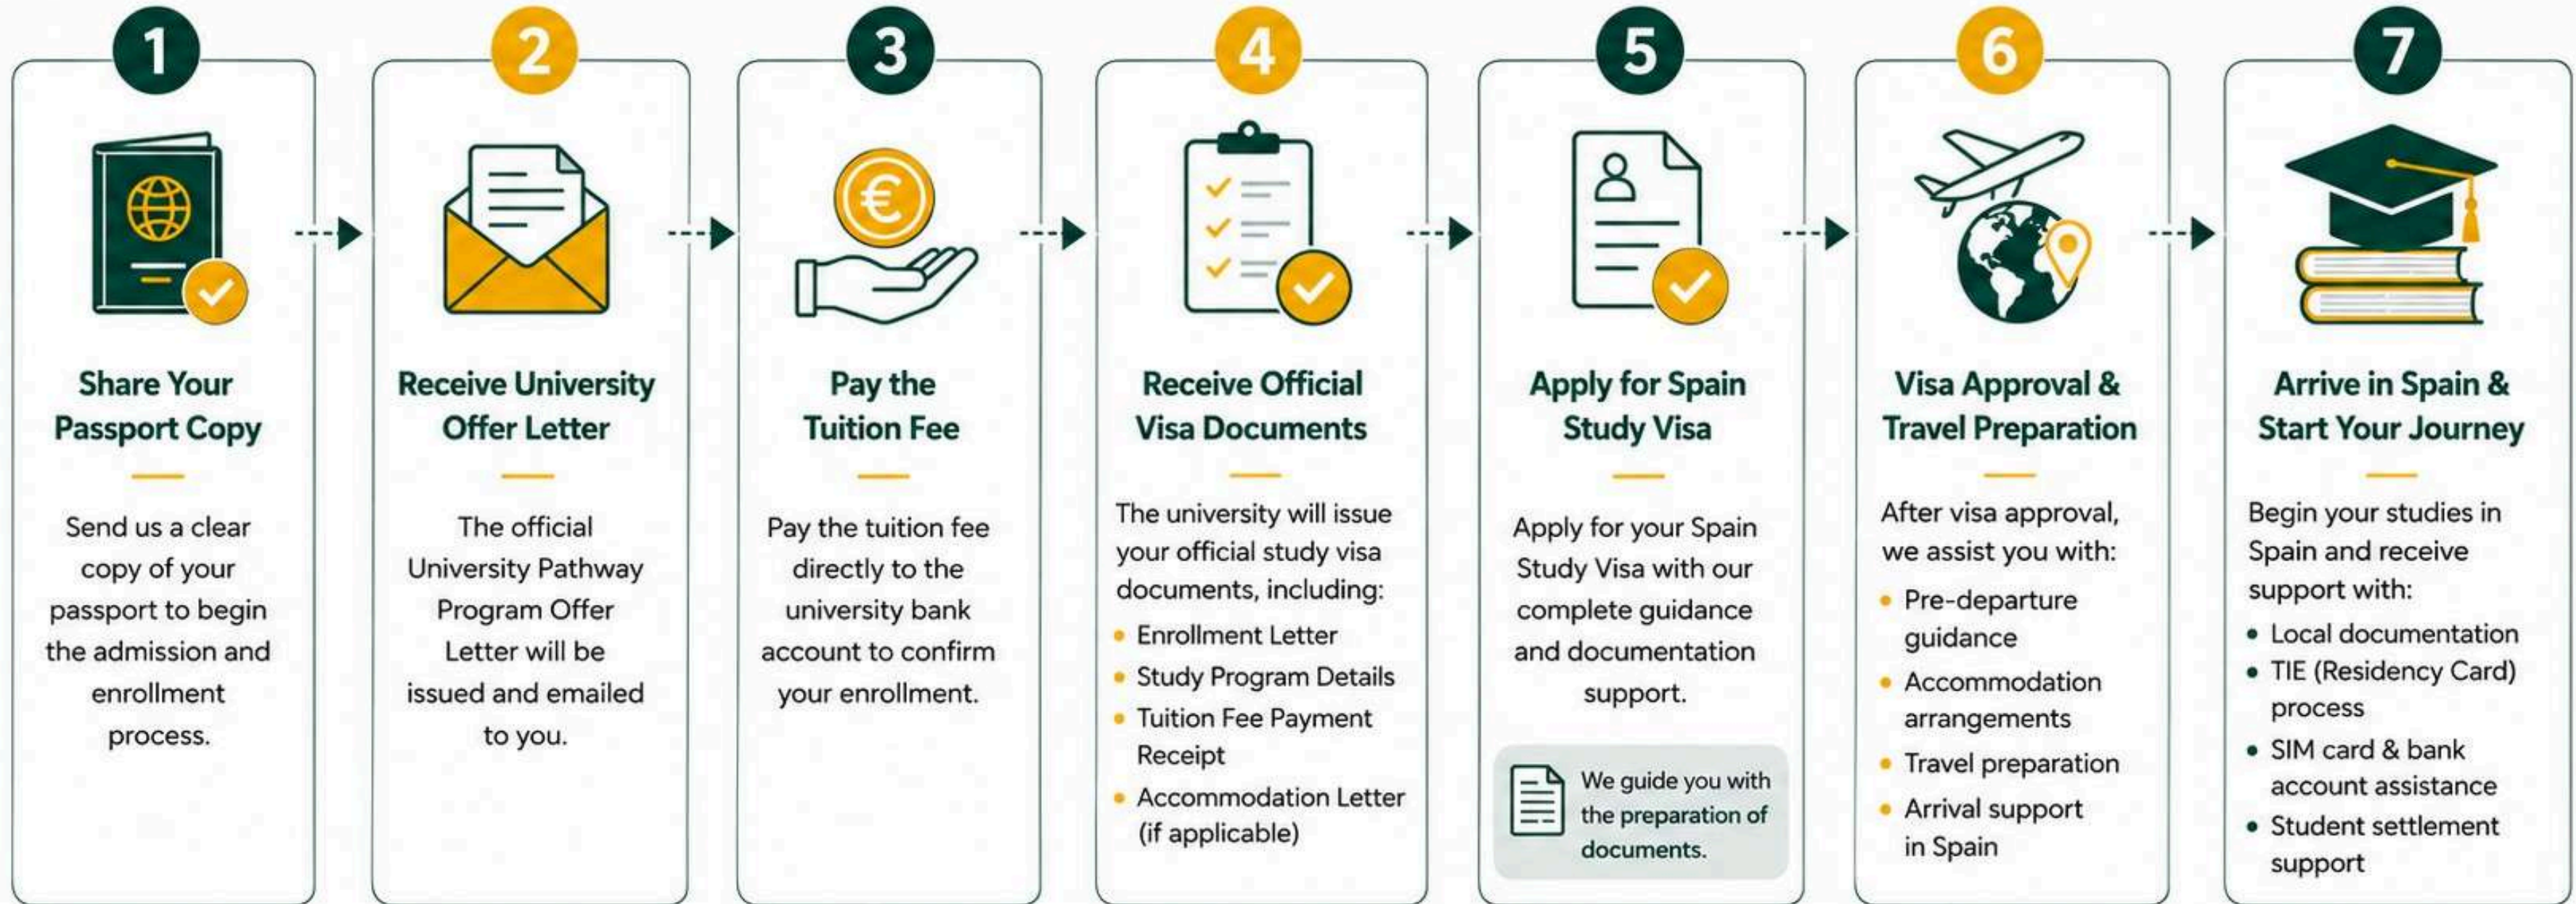 1
Share Your
Passport Copy
Send us a clear
copy of your
passport to begin
the admission and
enrollment
process.
2
Receive University
Offer Letter
The official
University Pathway
Program Offer
Letter will be
issued and emailed
to you.
3
€
Pay the
Tuition Fee
Pay the tuition fee
directly to the
university bank
account to confirm
your enrollment.
4
Receive Official
Visa Documents
The university will issue
your official study visa
documents, including:
• Enrollment Letter
• Study Program Details
• Tuition Fee Payment
Receipt
• Accommodation Letter
(if applicable)
5
Apply for Spain
Study Visa
Apply for your Spain
Study Visa with our
complete guidance
and documentation
support.
We guide you with
the preparation of
documents.
6
Visa Approval &
Travel Preparation
After visa approval,
we assist you with:
• Pre-departure
guidance
• Accommodation
arrangements
• Travel preparation
• Arrival support
in Spain
7
Arrive in Spain &
Start Your Journey
Begin your studies in
Spain and receive
support with:
• Local documentation
• TIE (Residency Card)
process
• SIM card & bank
account assistance
• Student settlement
support